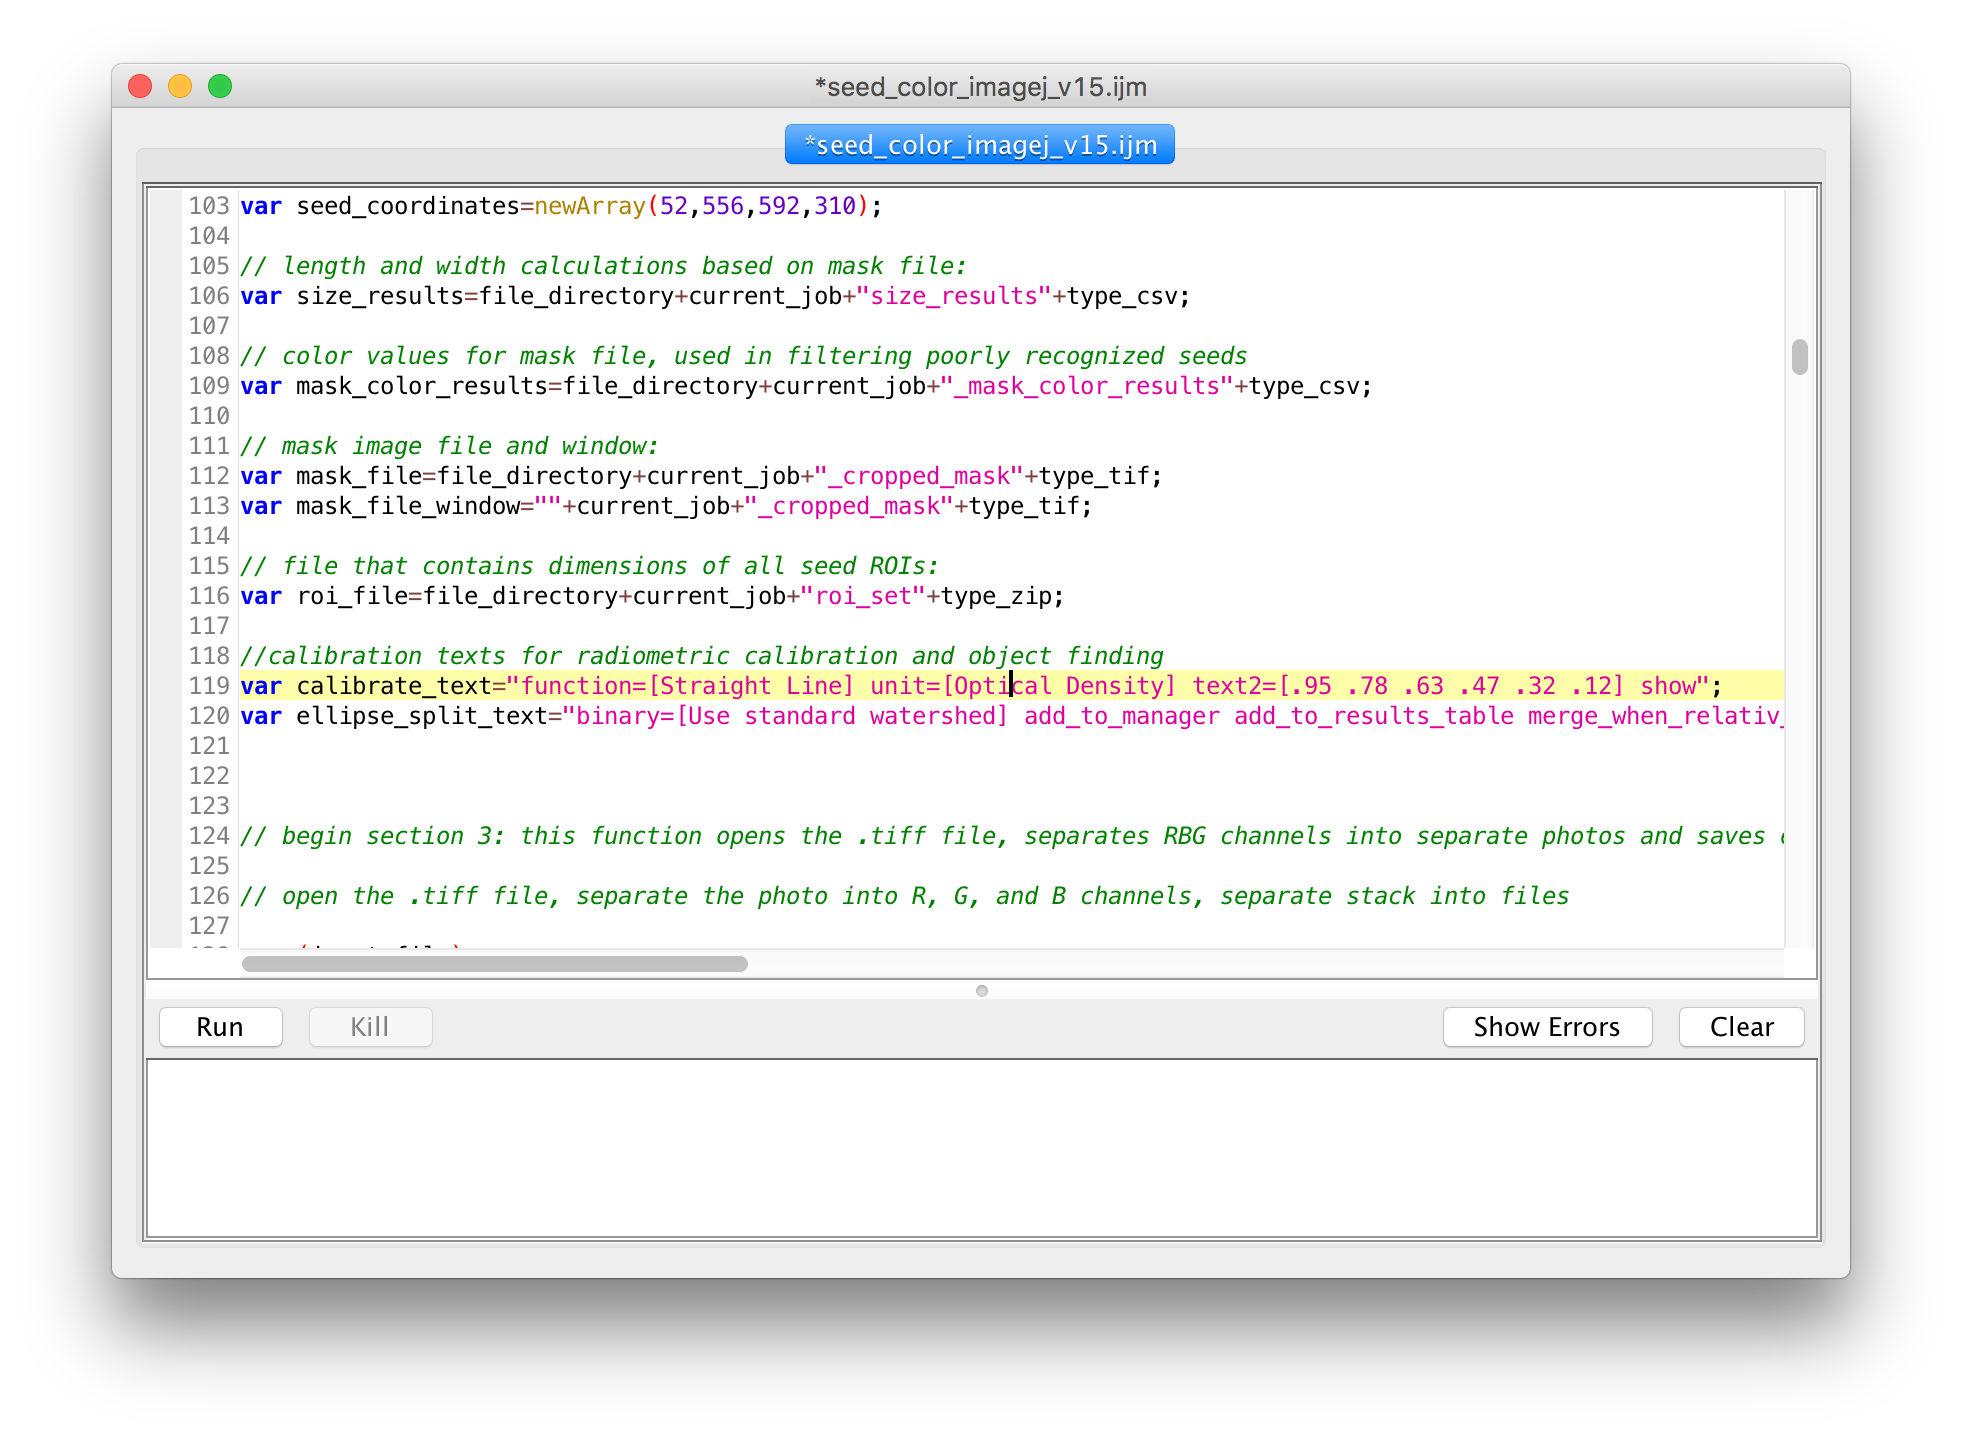 *seed_color_imagej_v15.ijm
*seed_color_imagej_v15.ijm
103 var seed_coordinates=newArray(52,556,592,310);
104
105 // length and width calculations based on mask file:
106 var size_results=file_directory+current_job+"size_results"+type_csv;
107
108 // color values for mask file, used in filtering poorly recognized seeds
109 var mask_color_results=file_directory+current_job+"_mask_color_results"+type_csv;
110
111 // mask image file and window:
112 var mask_file=file_directory+current_job+"_cropped_mask"+type_tif;
113 var mask_file_window=""+current_job+"_cropped_mask"+type_tif;
114
115 // file that contains dimensions of all seed ROIs:
116 var roi_file=file_directory+current_job+"roi_set"+type_zip;
117
118 //calibration texts for radiometric calibration and object finding
119 var calibrate_text="function=[Straight Line] unit=[Optical Density] text2=[.95 .78 .63 .47 .32 .12] show";
120 var ellipse_split_text="binary=[Use standard watershed] add_to_manager add_to_results_table merge_when_relativ_
121
122
123
124 // begin section 3: this function opens the .tiff file, separates RBG channels into separate photos and saves
125
126 // open the .tiff file, separate the photo into R, G, and B channels, separate stack into files
127
Run Kill Show Errors Clear